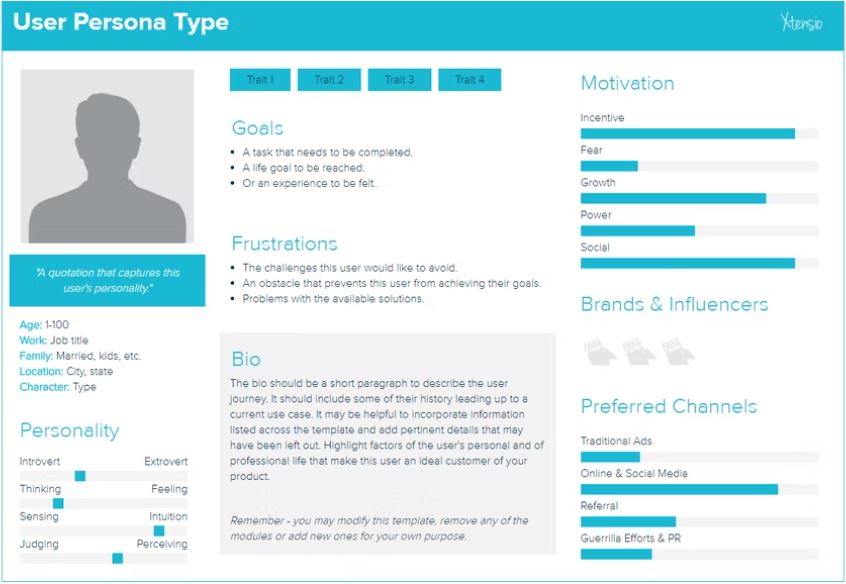 User Persona Type
Xtensio
"A quotation that captures this
user's personality."
Age: 1-100
Work: Job title
Family: Married, kids, etc.
Location: City, state
Character: Type
Personality
Introvert Extrovert
Thinking Feeling
Sensing Intuition
Judging Perceiving
Trait 1 Trait 2 Trait 3 Trait 4
Goals
• A task that needs to be completed.
• A life goal to be reached.
• Or an experience to be felt.
Frustrations
• The challenges this user would like to avoid.
• An obstacle that prevents this user from achieving their goals.
• Problems with the available solutions.
Bio
The bio should be a short paragraph to describe the user
journey. It should include some of their history leading up to a
current use case. It may be helpful to incorporate information
listed across the template and add pertinent details that may
have been left out. Highlight factors of the user's personal and of
professional life that make this user an ideal customer of your
product.
Remember - you may modify this template, remove any of the
modules or add new ones for your own purpose.
Motivation
Incentive
Fear
Growth
Power
Social
Brands & Influencers
Preferred Channels
Traditional Ads
Online & Social Media
Referral
Guerrilla Efforts & PR